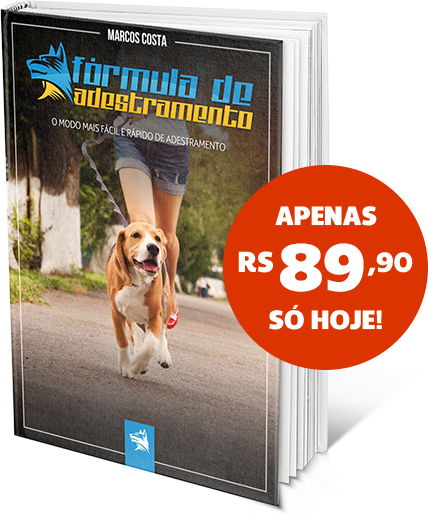 MARCOS COSTA
fórmula de
adestramento
O MODO MAIS FÁCIL E RÁPIDO DE ADESTRAMENTO
APENAS
R$ 89,90
SÓ HOJE!